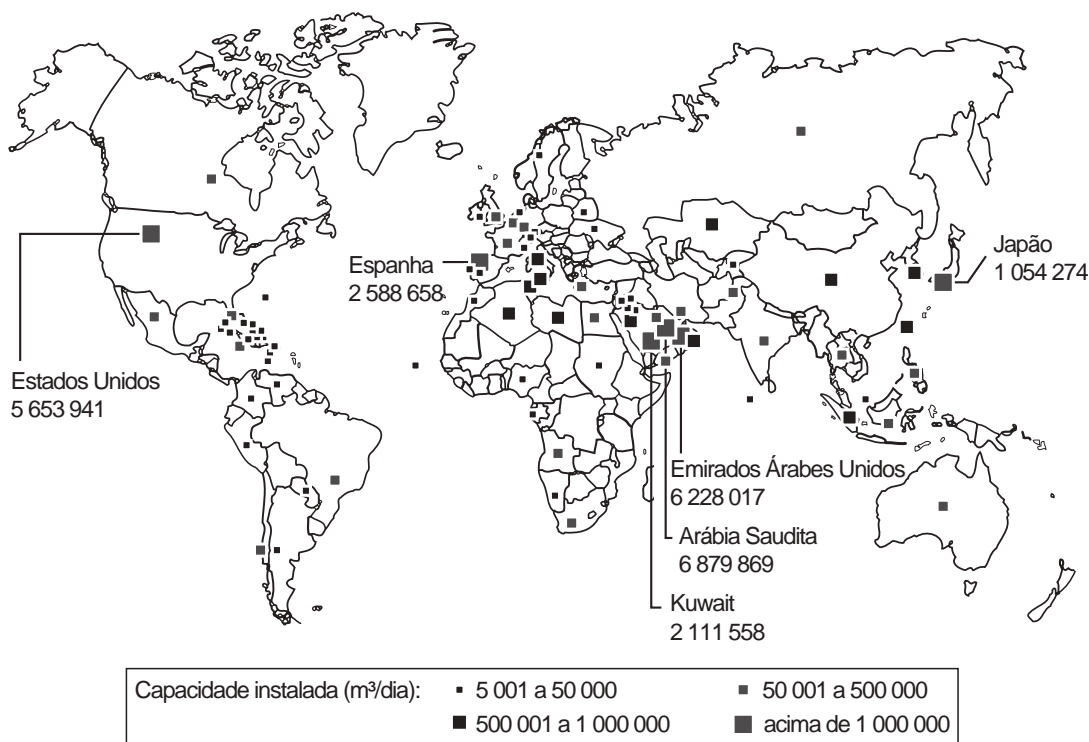 Japão
1 054 274
Espanha
2 588 658
Estados Unidos
5 653 941
Emirados Árabes Unidos
6 228 017
Arábia Saudita
6 879 869
Kuwait
2 111 558
Capacidade instalada (m³/dia):
5 001 a 50 000
50 001 a 500 000
500 001 a 1 000 000
acima de 1 000 000